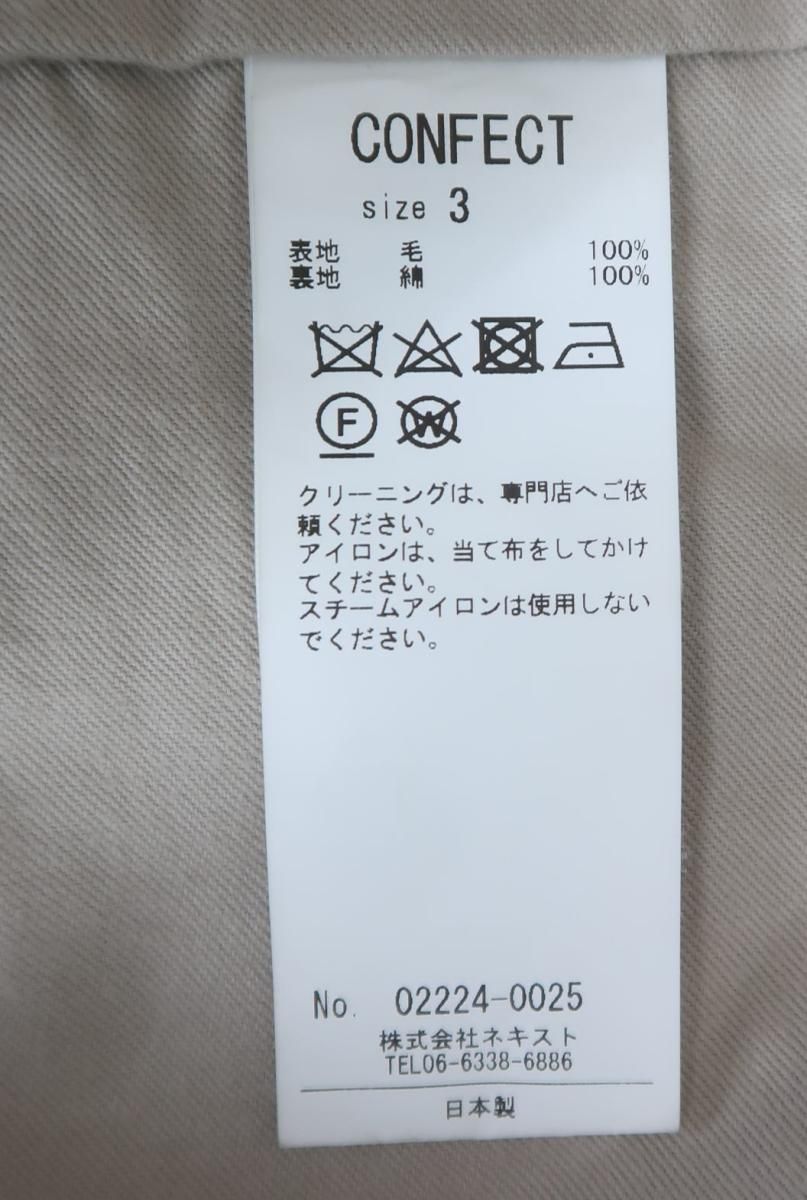 CONFECT
size 3
表地 毛 100%
裏地 綿 100%
F W
クリーニングは、専門店へご依
頼ください。
アイロンは、当て布をしてかけ
てください。
スチームアイロンは使用しない
でください。
No. 02224-0025
株式会社ネキスト
TEL06-6338-6886
日本製